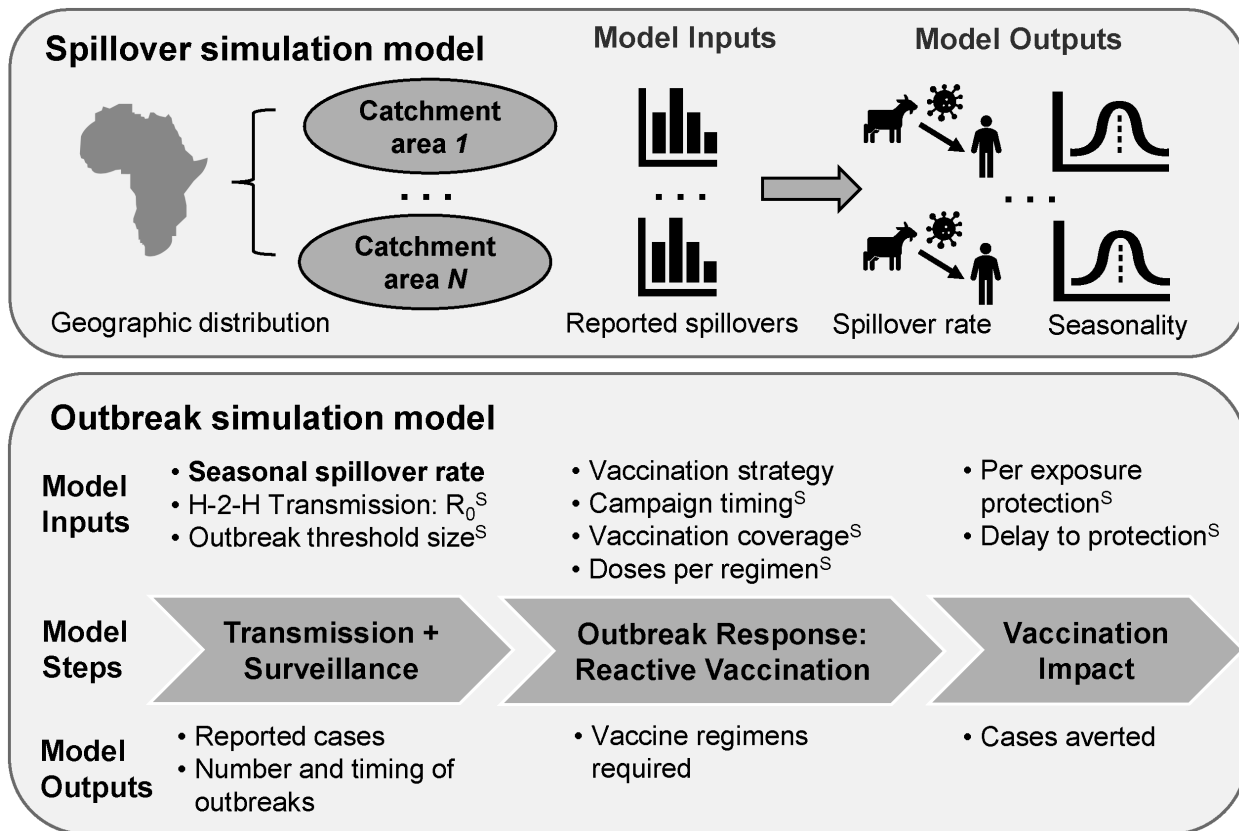 Spillover simulation model
Model Inputs
Model Outputs
Catchment
area 1
. . .
Catchment
area N
. . .
. . .
Geographic distribution
Reported spillovers
Spillover rate
Seasonality
Outbreak simulation model
Model
Inputs
• Seasonal spillover rate
• H-2-H Transmission: R₀ˢ
• Outbreak threshold sizeˢ
• Vaccination strategy
• Campaign timingˢ
• Vaccination coverageˢ
• Doses per regimenˢ
• Per exposure
protectionˢ
• Delay to protectionˢ
Model
Steps
Transmission +
Surveillance
Outbreak Response:
Reactive Vaccination
Vaccination
Impact
Model
Outputs
• Reported cases
• Number and timing of
outbreaks
• Vaccine regimens
required
• Cases averted